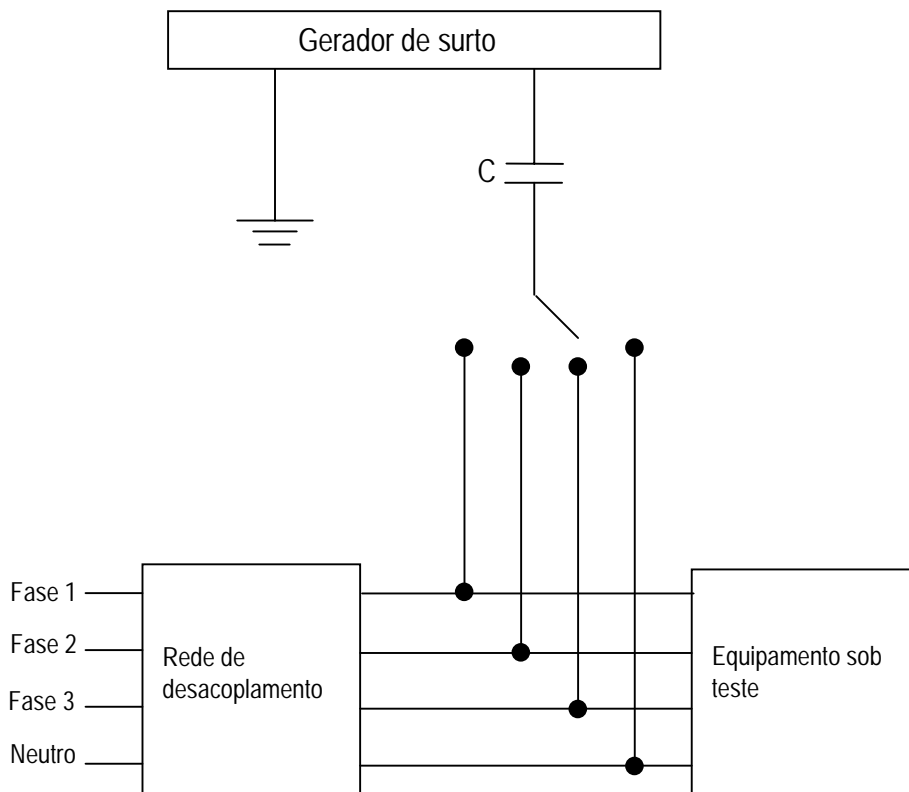 Gerador de surto
C
Fase 1
Fase 2
Fase 3
Neutro
Rede de
desacoplamento
Equipamento sob
teste